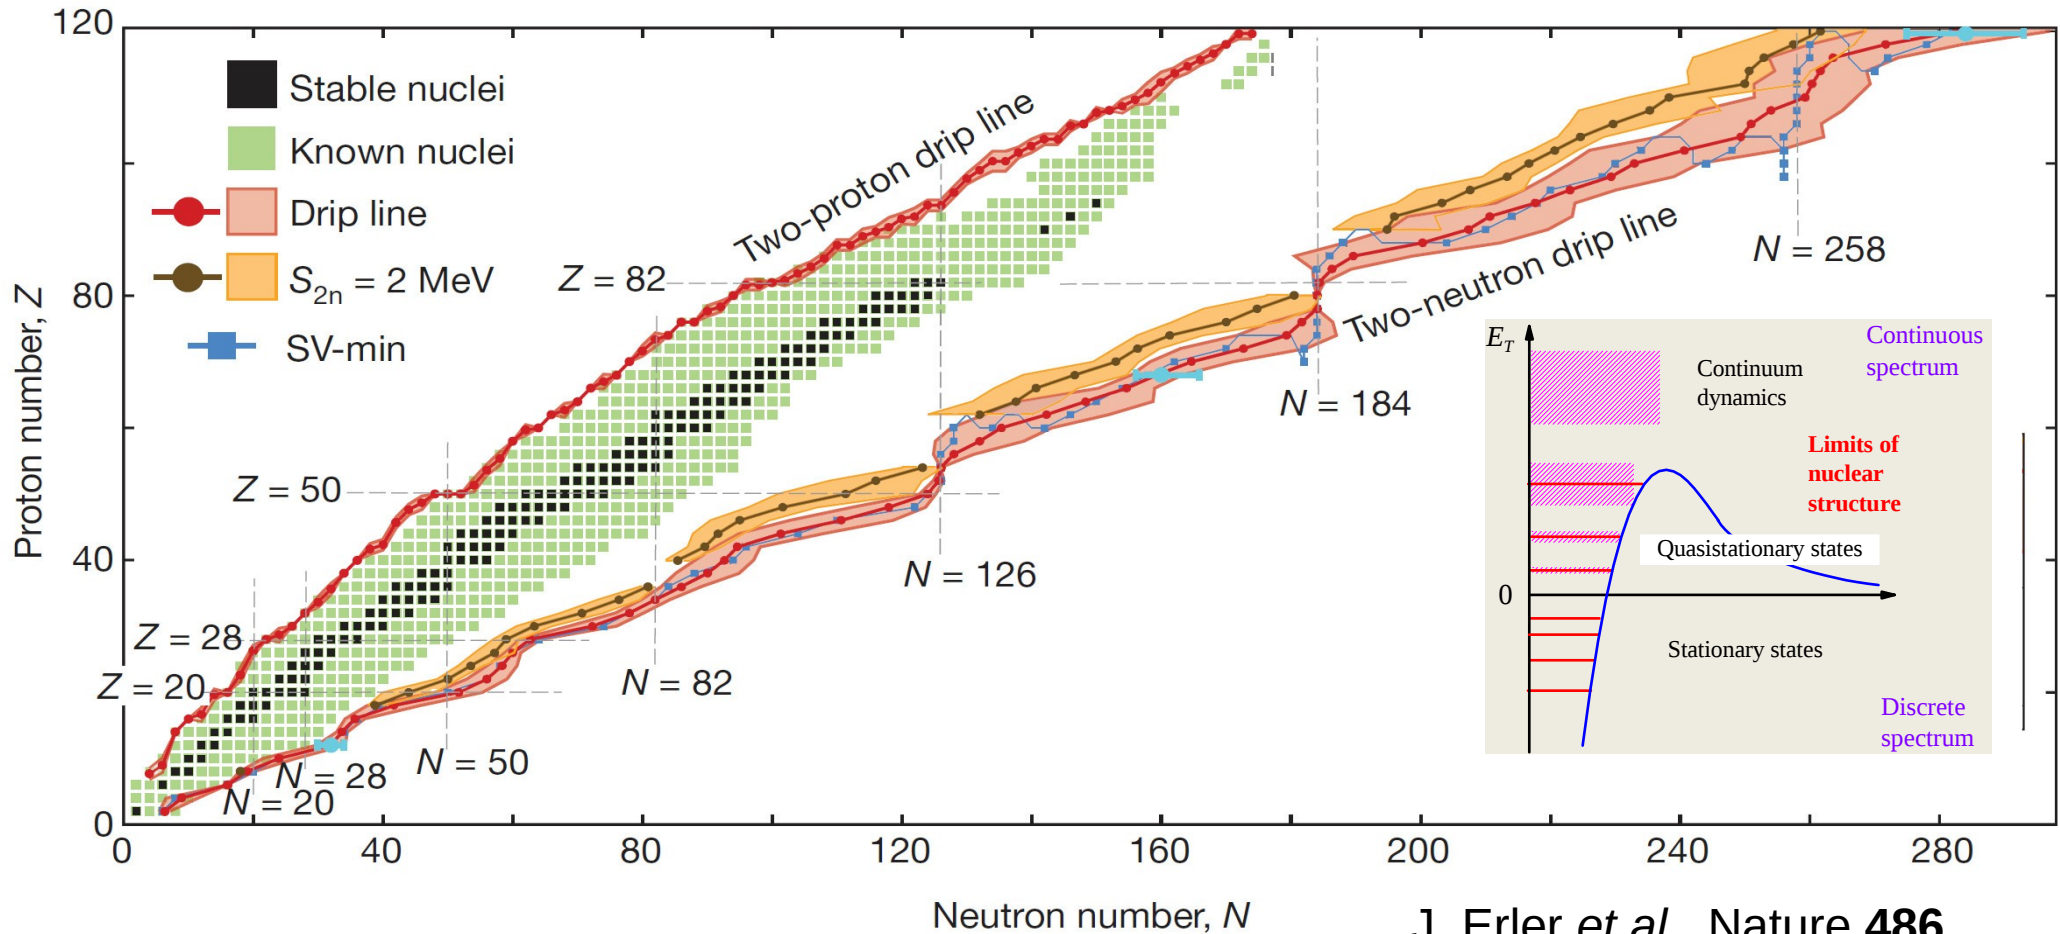 120
80
40
0
Proton number, Z
Stable nuclei
Known nuclei
Drip line
S2n = 2 MeV
SV-min
Two-proton drip line
Two-neutron drip line
Z = 82
Z = 50
Z = 28
Z = 20
N = 258
N = 184
N = 126
N = 82
N = 50
N = 28
N = 20
ET
Continuous
spectrum
Continuum
dynamics
Limits of
nuclear
structure
Quasistationary states
0
Stationary states
Discrete
spectrum
0 40 80 120 160 200 240 280
Neutron number, N
J. Erler et al., Nature 486